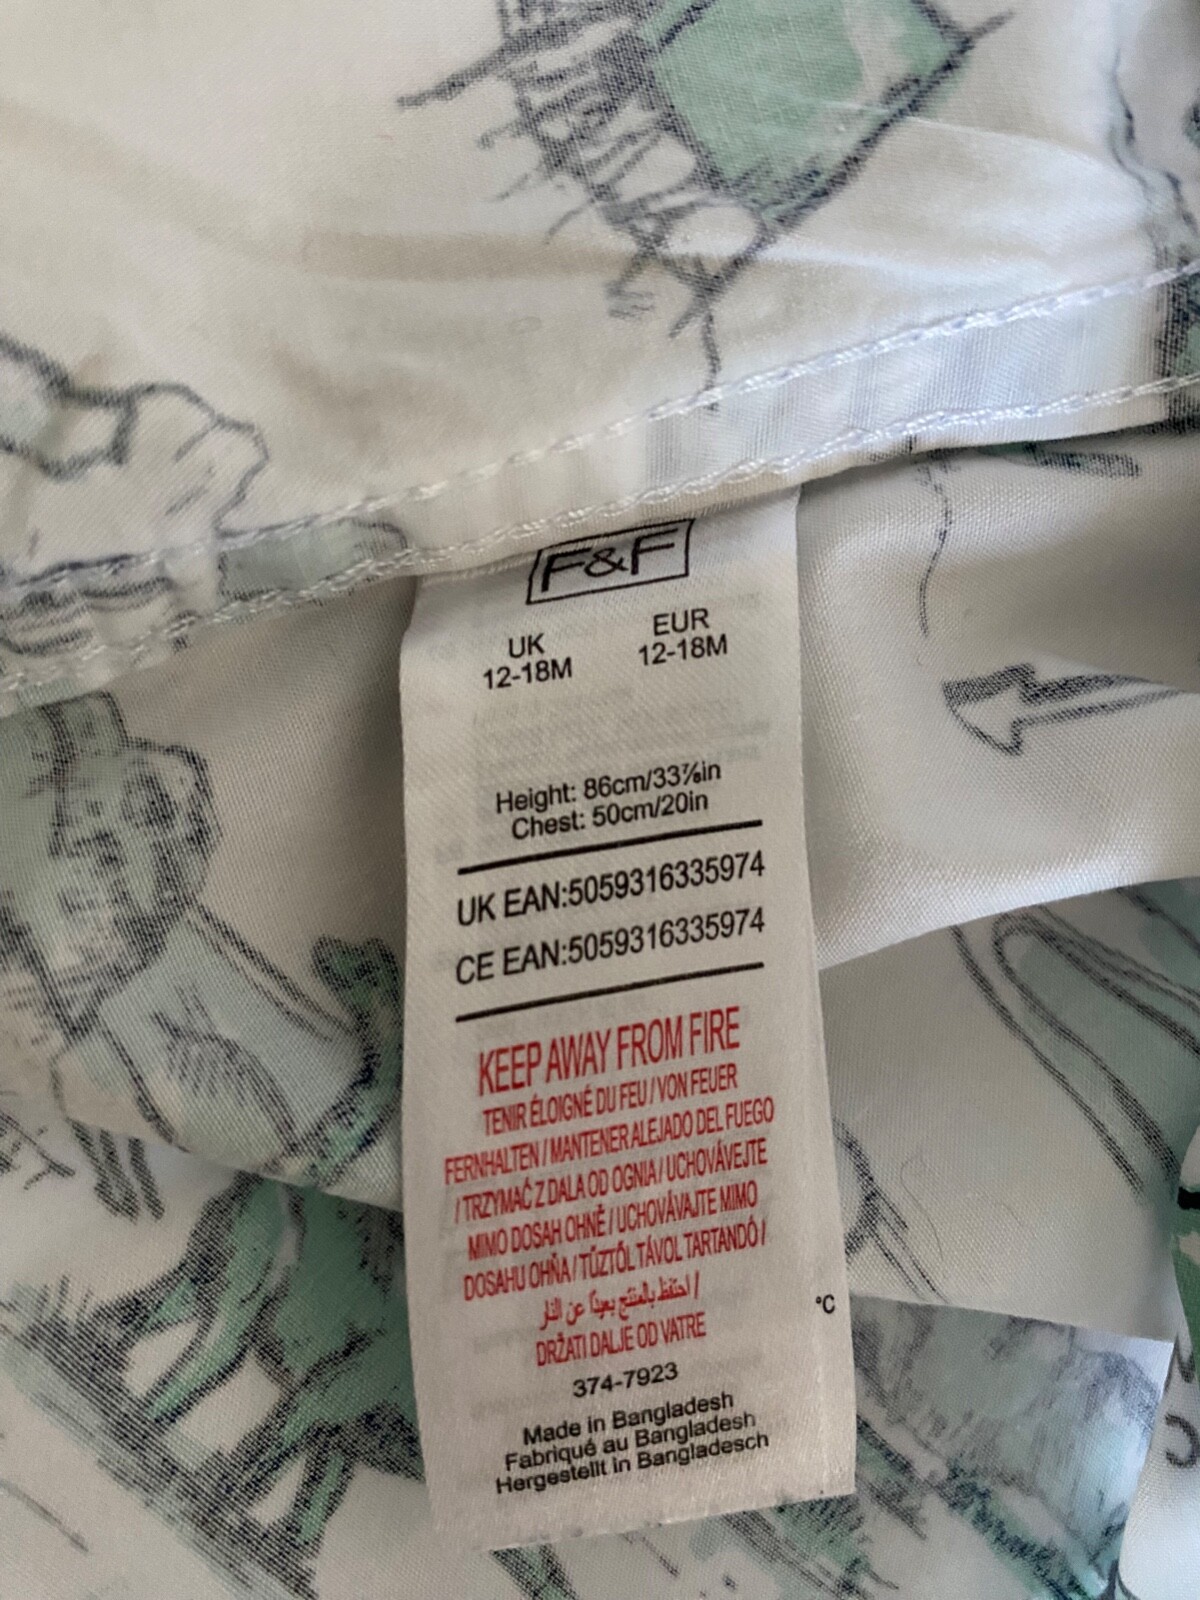 F&F
UK EUR
12-18M 12-18M
Height: 86cm/33⅞in
Chest: 50cm/20in
UK EAN:5059316335974
CE EAN:5059316335974
KEEP AWAY FROM FIRE
TENIR ÉLOIGNÉ DU FEU / VON FEUER
FERNHALTEN / MANTENER ALEJADO DEL FUEGO
/ TRZYMAĆ Z DALA OD OGNIA / UCHOVÁVEJTE
MIMO DOSAH OHNĚ / UCHOVÁVAJTE MIMO
DOSAHU OHŇA / TŰZTŐL TÁVOL TARTANDÓ /
احتفظ بالمنتج بعيدًا عن النار /
DRŽATI DALJE OD VATRE
°C
374-7923
Made in Bangladesh
Fabriqué au Bangladesh
Hergestellt in Bangladesch